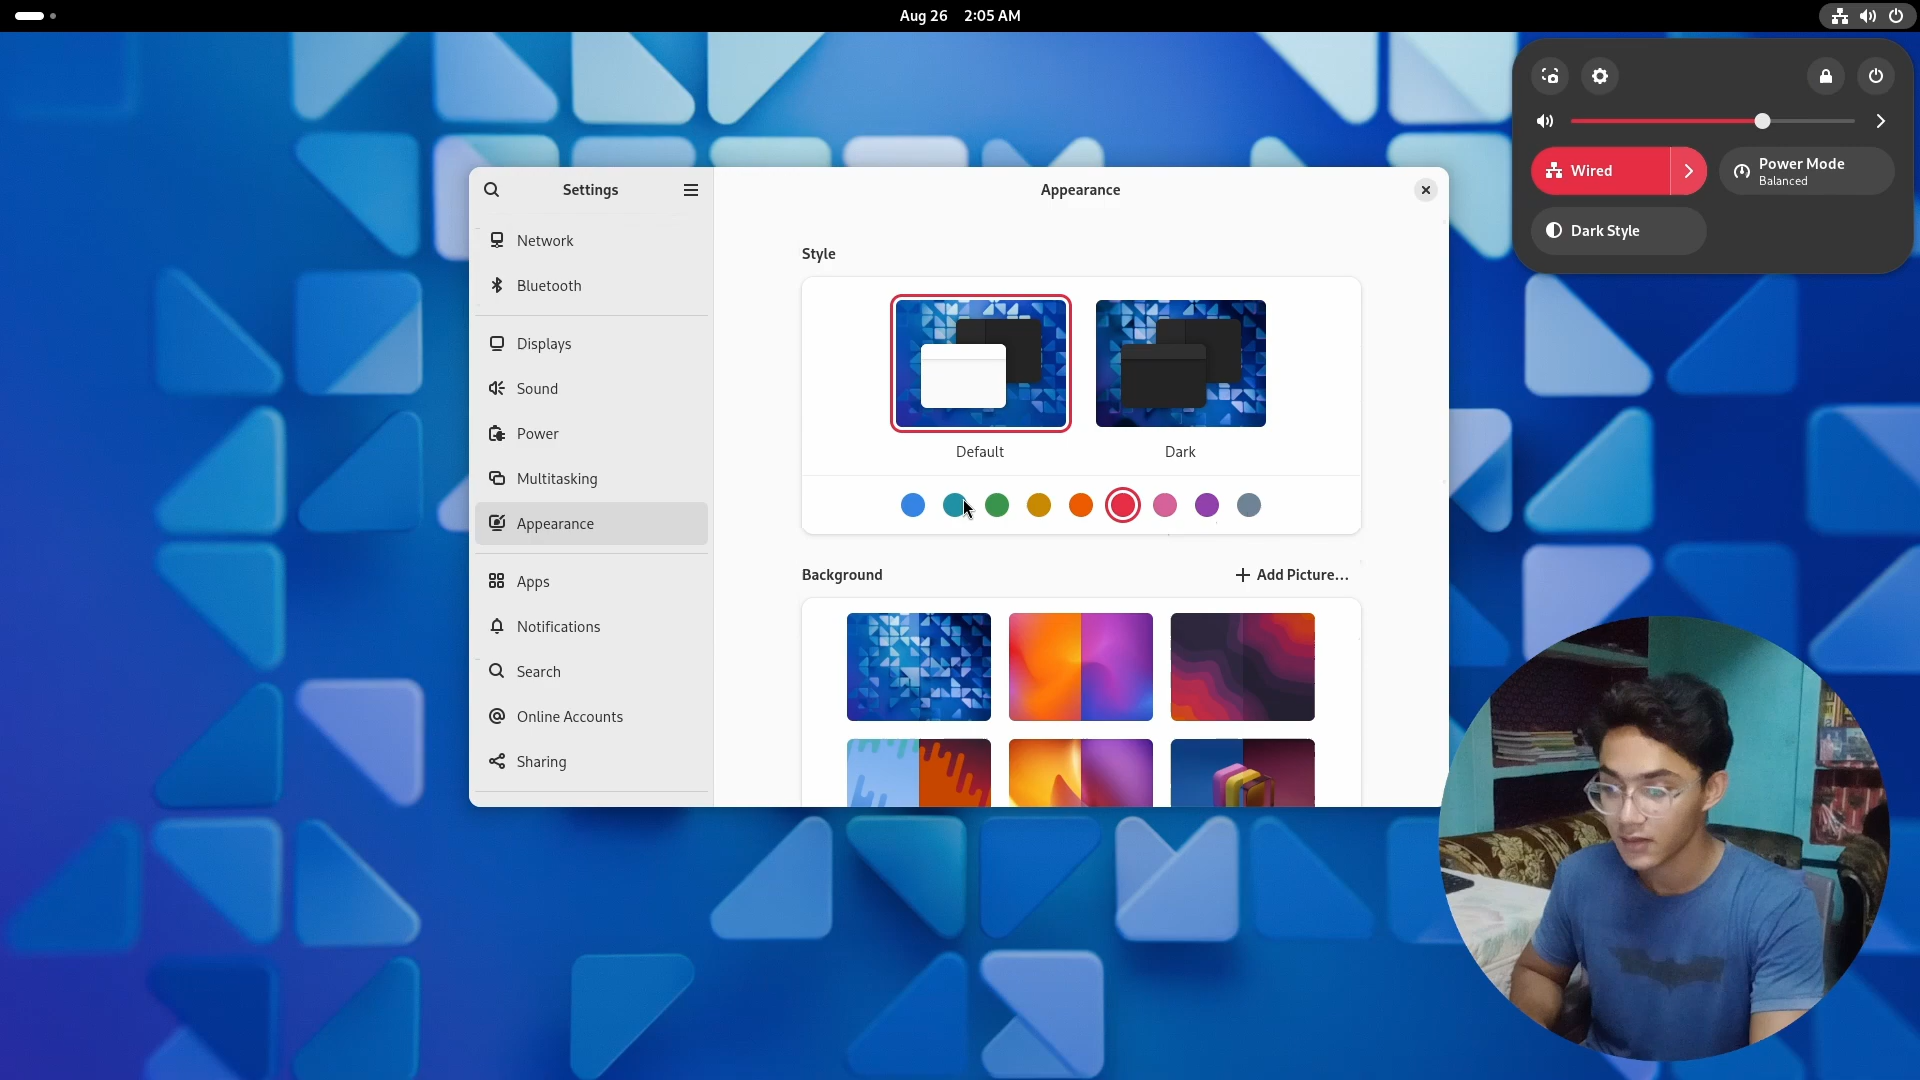 Aug 26 2:05 AM
Wired
Power Mode
Balanced
Dark Style
Settings
Network
Bluetooth
Displays
Sound
Power
Multitasking
Appearance
Apps
Notifications
Search
Online Accounts
Sharing
Appearance
Style
Default
Dark
Background
Add Picture...